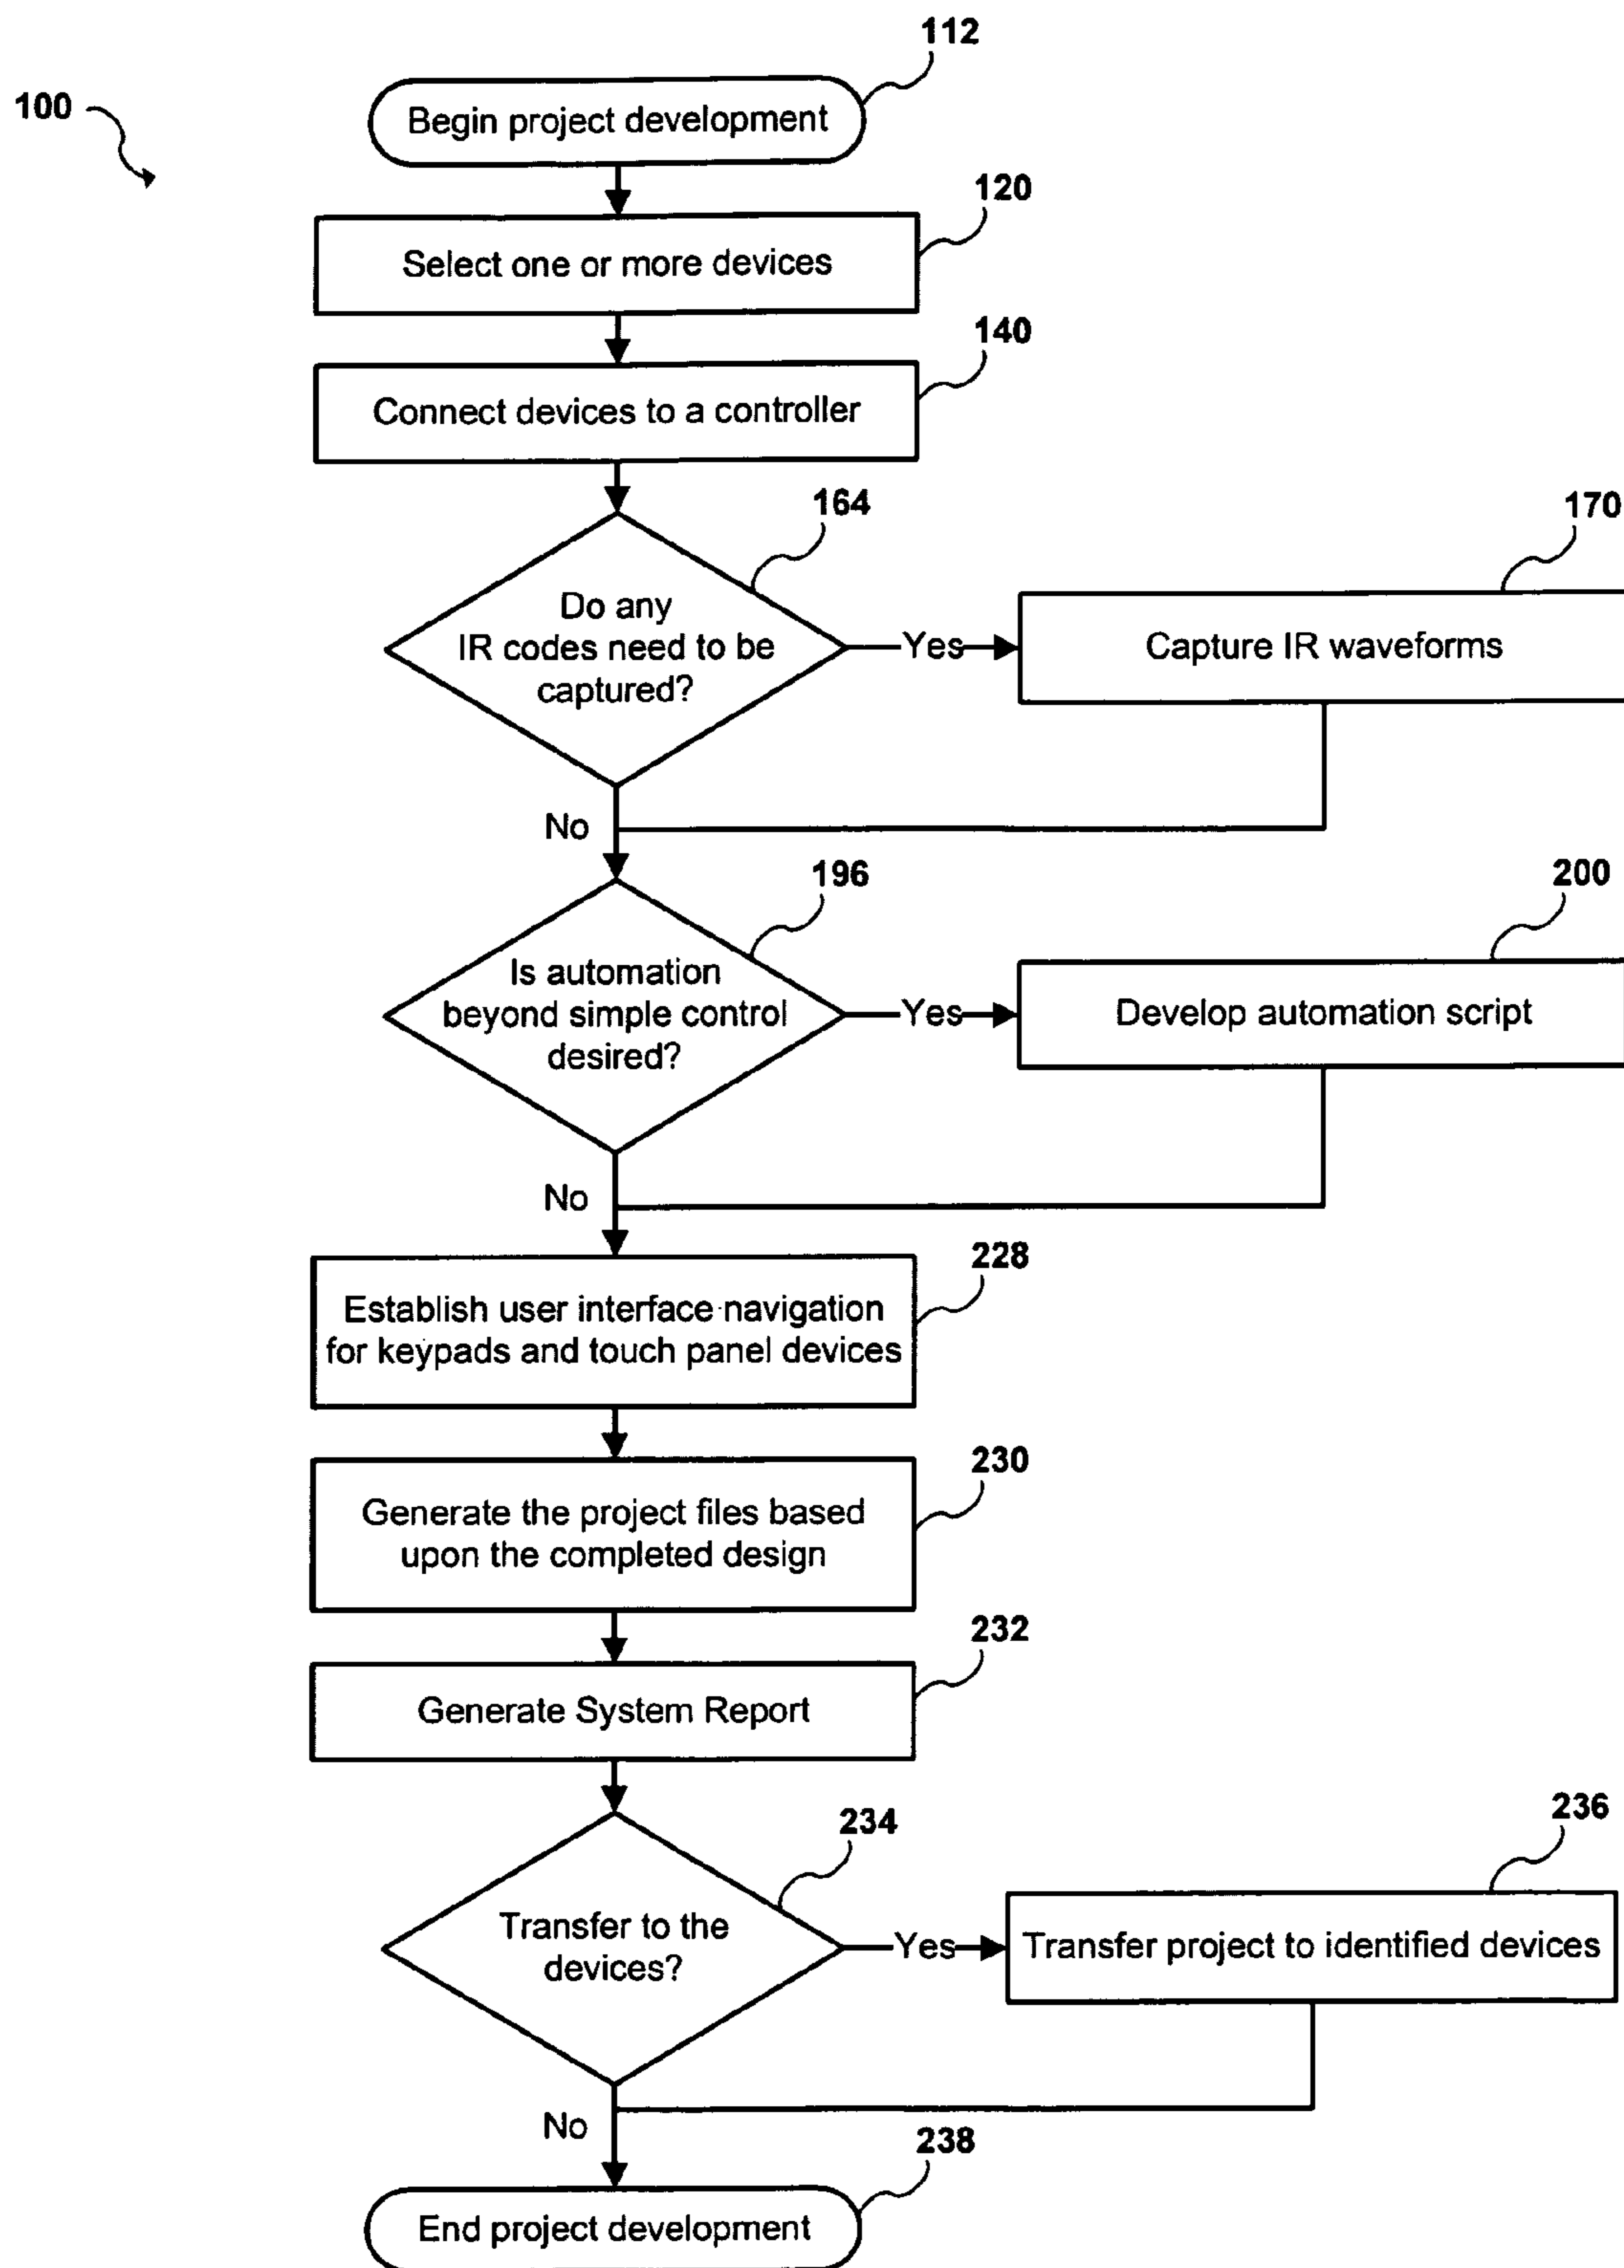 112
100
Begin project development
120
Select one or more devices
140
Connect devices to a controller
164
170
Do any
IR codes need to be
captured?
Yes
Capture IR waveforms
No
196
200
Is automation
beyond simple control
desired?
Yes
Develop automation script
No
228
Establish user interface navigation
for keypads and touch panel devices
230
Generate the project files based
upon the completed design
232
Generate System Report
234
236
Transfer to the
devices?
Yes
Transfer project to identified devices
No
238
End project development